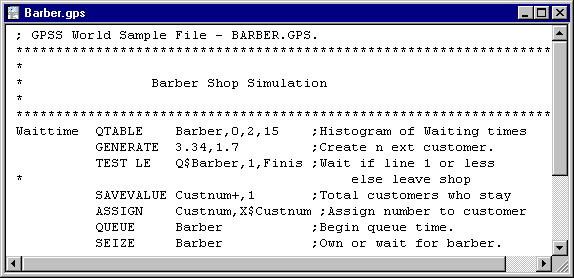 Barber.gps
; GPSS World Sample File - BARBER.GPS.
**********************************************************************
*
*                Barber Shop Simulation
*
**********************************************************************
Waittime  QTABLE    Barber,0,2,15    ;Histogram of Waiting times
          GENERATE  3.34,1.7         ;Create n ext customer.
          TEST LE   Q$Barber,1,Finis ;Wait if line 1 or less
*                                         else leave shop
          SAVEVALUE Custnum+,1       ;Total customers who stay
          ASSIGN    Custnum,X$Custnum ;Assign number to customer
          QUEUE     Barber           ;Begin queue time.
          SEIZE     Barber           ;Own or wait for barber.